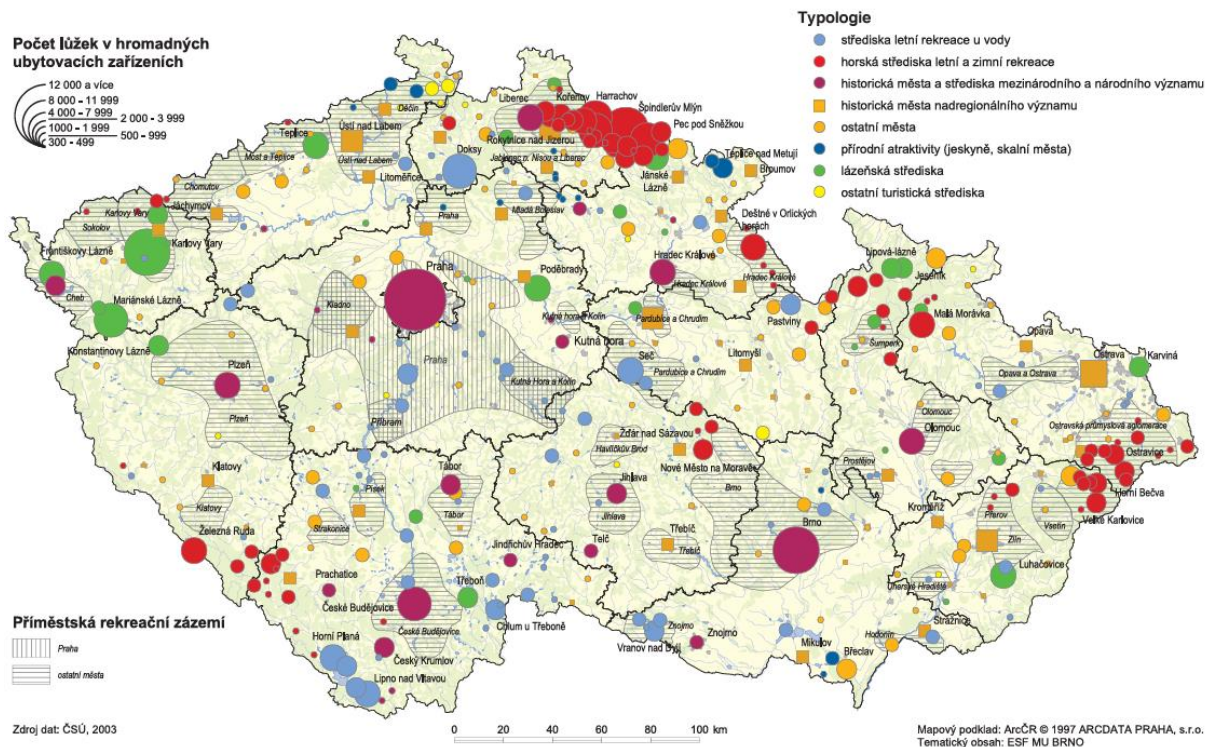 Typologie
střediska letní rekreace u vody
horská střediska letní a zimní rekreace
historická města a střediska mezinárodního a národního významu
historická města nadregionálního významu
ostatní města
přírodní atraktivity (jeskyně, skalní města)
lázeňská střediska
ostatní turistická střediska
Počet lůžek v hromadných
ubytovacích zařízeních
12 000 a více
8 000 - 11 999
4 000 - 7 999
2 000 - 3 999
1000 - 1 999
500 - 999
300 - 499
Děčín
Liberec
Kořenov
Harrachov
Špindlerův Mlýn
Pec pod Sněžkou
Teplice
Ústí nad Labem
Rokytnice nad Jizerou
Jablonec n. Nisou a Liberec
Most a Teplice
Ústí nad Labem
Doksy
Teplice nad Metují
Broumov
Janské
Lázně
Litoměřice
Chomutov
Jáchymov
Karlovy Vary
Sokolov
Praha
Mladá Boleslav
Deštné v Orlických
horách
Františkovy Lázně
Karlovy Vary
Hradec Králové
Hradec Králové
Hradec Králové
Lipová-lázně
Jeseník
Cheb
Mariánské Lázně
Praha
Poděbrady
Kladno
Kutná hora a Kolín
Pardubice a Chrudim
Pastviny
Malá Morávka
Šumperk
Opava
Ostrava
Karviná
Konstantinovy Lázně
Plzeň
Praha
Kutná hora
Seč
Litomyšl
Opava a Ostrava
Kutná Hora a Kolín
Pardubice a Chrudim
Plzeň
Příbram
Olomouc
Olomouc
Ostravská průmyslová aglomerace
Ostravice
Žďár nad Sázavou
Havlíčkův Brod
Nové Město na Moravě
Prostějov
Klatovy
Tábor
Písek
Jihlava
Brno
Horní Bečva
Velké Karlovice
Klatovy
Strakonice
Tábor
Jihlava
Kroměříž
Přerov
Vsetín
Železná Ruda
Jindřichův Hradec
Telč
Třebíč
Třebíč
Brno
Zlín
Luhačovice
Prachatice
České Budějovice
Třeboň
Uherské Hradiště
České Budějovice
Chlum u Třeboně
Znojmo
Vranov nad Dyjí
Znojmo
Strážnice
Hodonín
Mikulov
Břeclav
Horní Planá
Český Krumlov
Lipno nad Vltavou
Příměstská rekreační zázemí
Praha
ostatní města
Zdroj dat: ČSÚ, 2003
0 20 40 60 80 100 km
Mapový podklad: ArcČR © 1997 ARCDATA PRAHA, s.r.o.
Tematický obsah: ESF MU BRNO